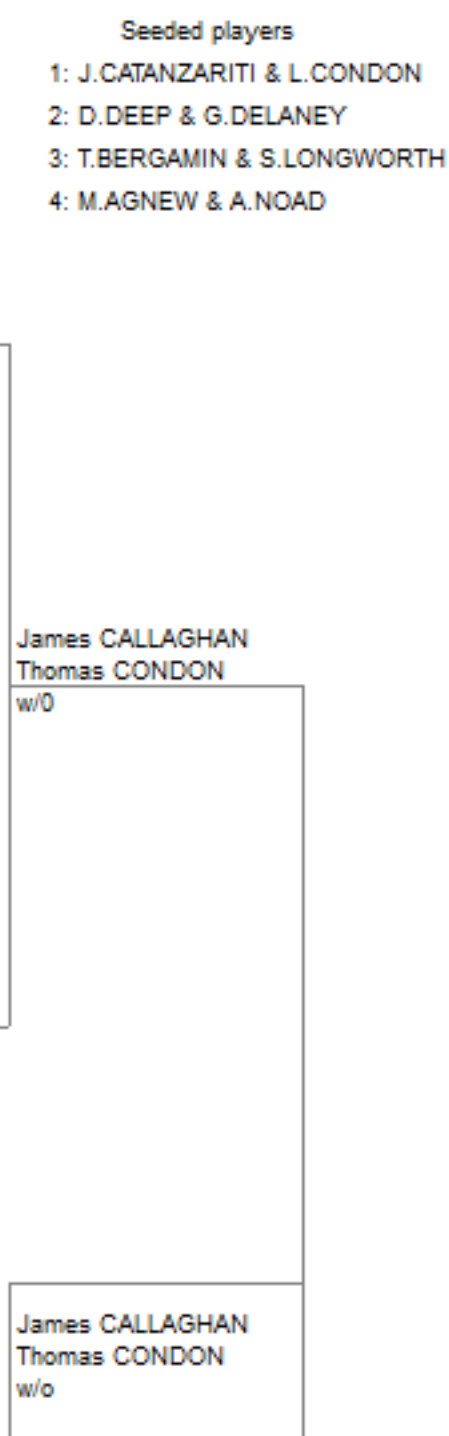 Seeded players
1: J.CATANZARITI & L.CONDON
2: D.DEEP & G.DELANEY
3: T.BERGAMIN & S.LONGWORTH
4: M.AGNEW & A.NOAD
James CALLAGHAN
Thomas CONDON
w/0
James CALLAGHAN
Thomas CONDON
w/o